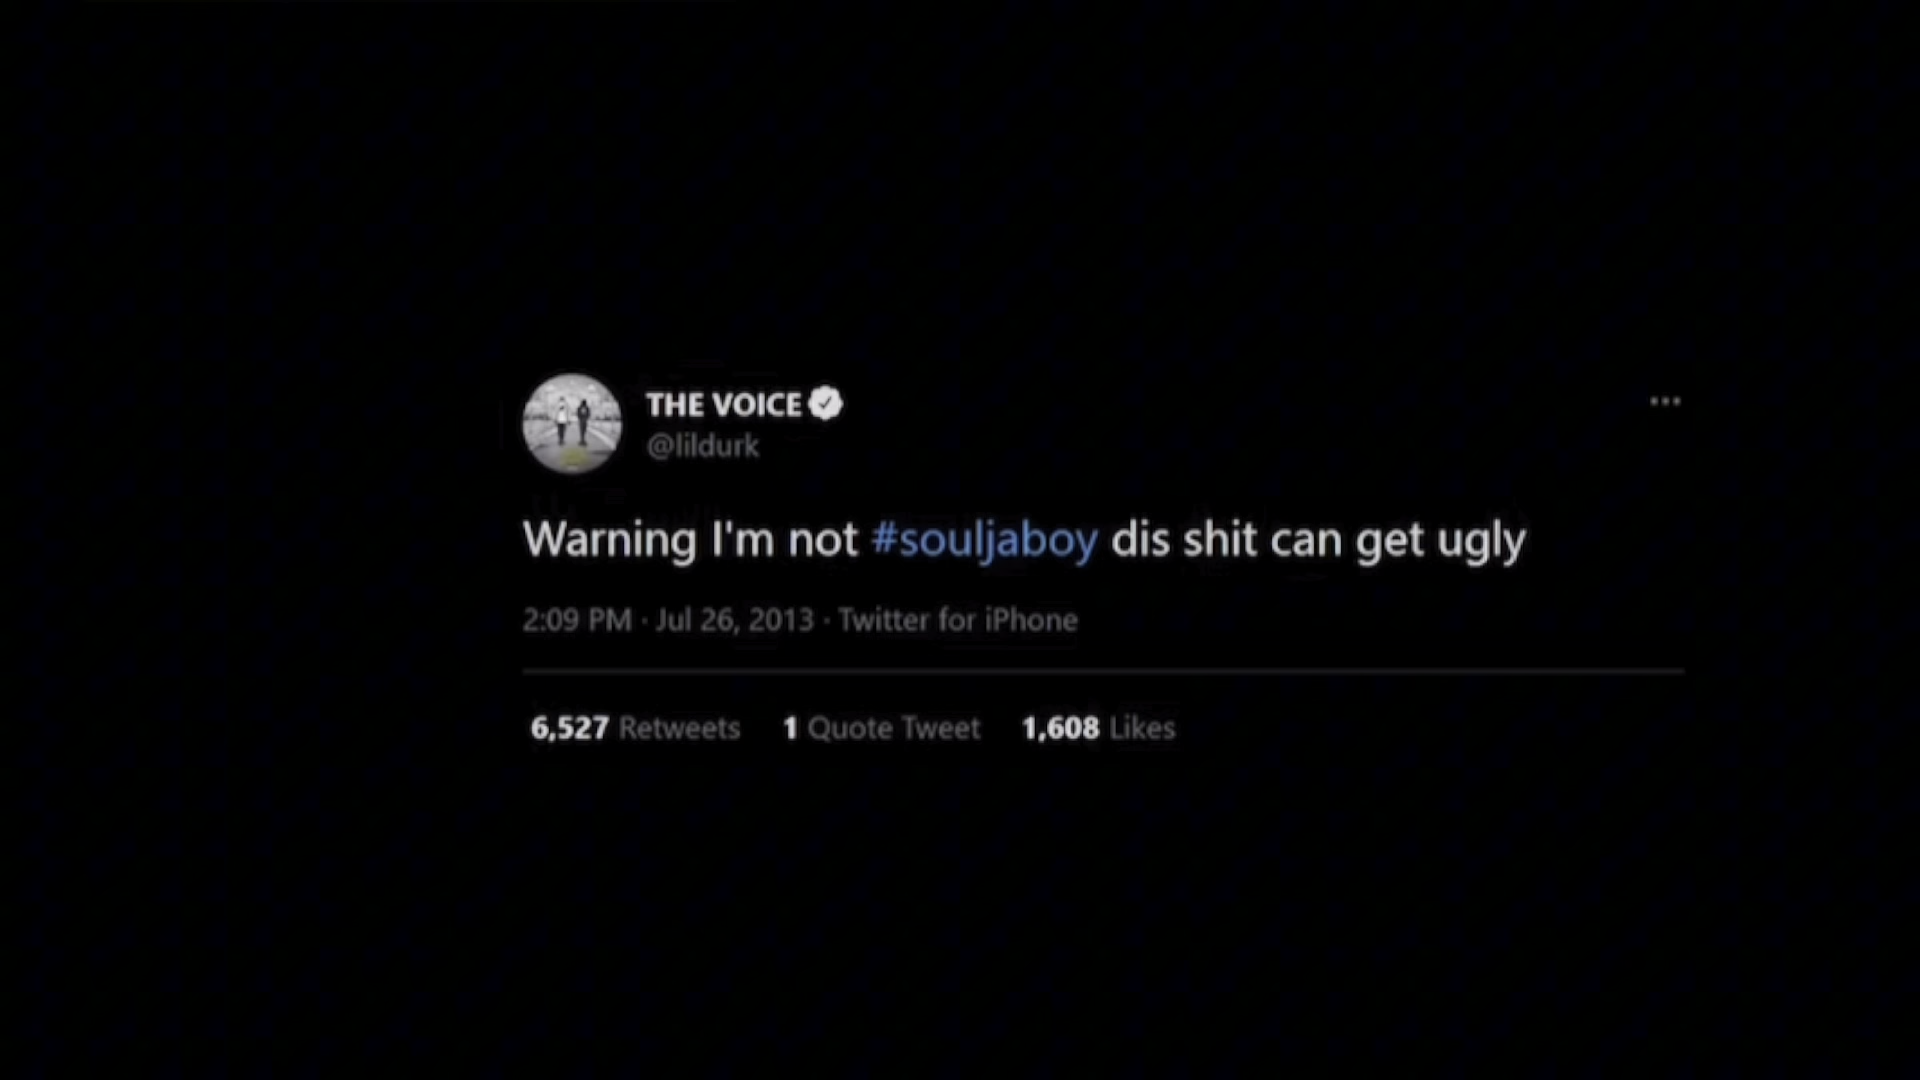 THE VOICE
@lildurk
Warning I'm not #souljaboy dis shit can get ugly
2:09 PM · Jul 26, 2013 · Twitter for iPhone
6,527 Retweets 1 Quote Tweet 1,608 Likes